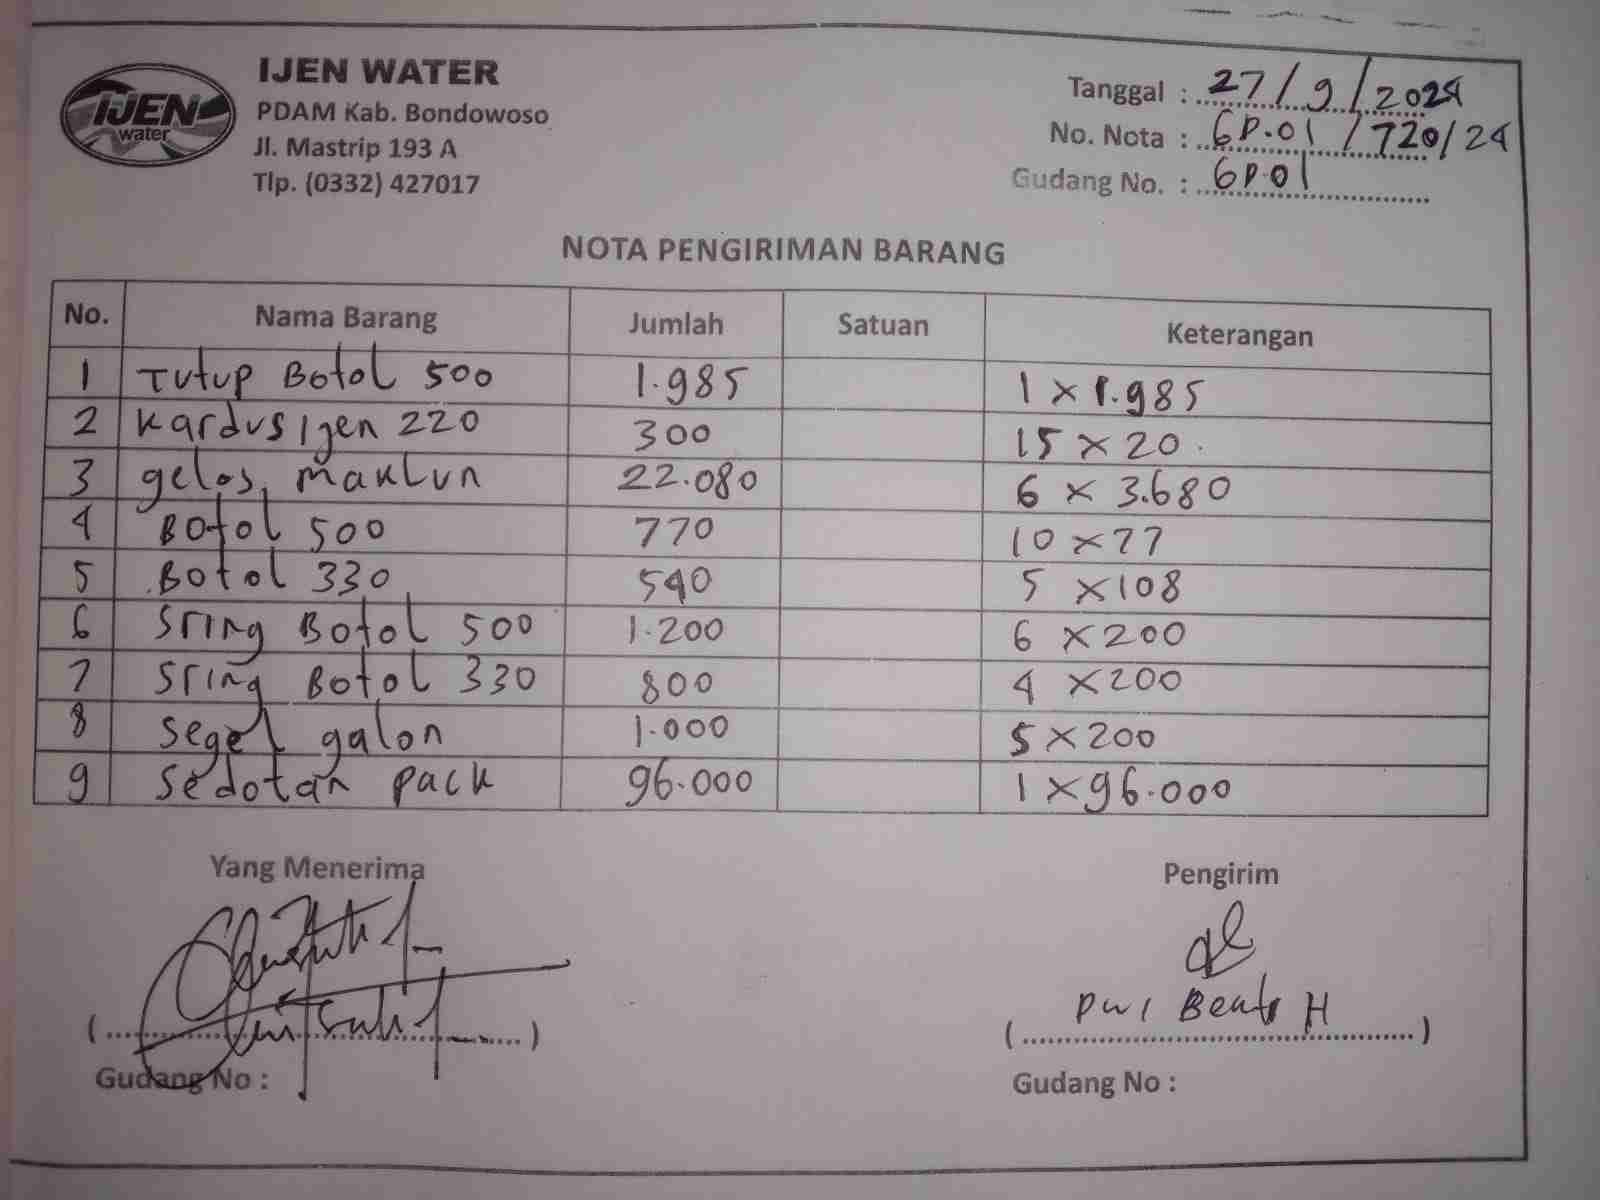 IJEN
water
IJEN WATER
PDAM Kab. Bondowoso
Jl. Mastrip 193 A
Tlp. (0332) 427017
Tanggal : 27/9/2024
No. Nota : GD.01/720/24
Gudang No. : GD.01
NOTA PENGIRIMAN BARANG
No. Nama Barang Jumlah Satuan Keterangan
1 Tutup Botol 500 1.985 1 x 1.985
2 Kardus Ijen 220 300 15 x 20
3 gelas maklun 22.080 6 x 3.680
4 Botol 500 770 10 x 77
5 Botol 330 540 5 x 108
6 Sring Botol 500 1.200 6 x 200
7 Sring Botol 330 800 4 x 200
8 Segel galon 1.000 5 x 200
9 Sedotan pack 96.000 1 x 96.000
Yang Menerima Pengirim
Dwi H
Gudang No : Gudang No :